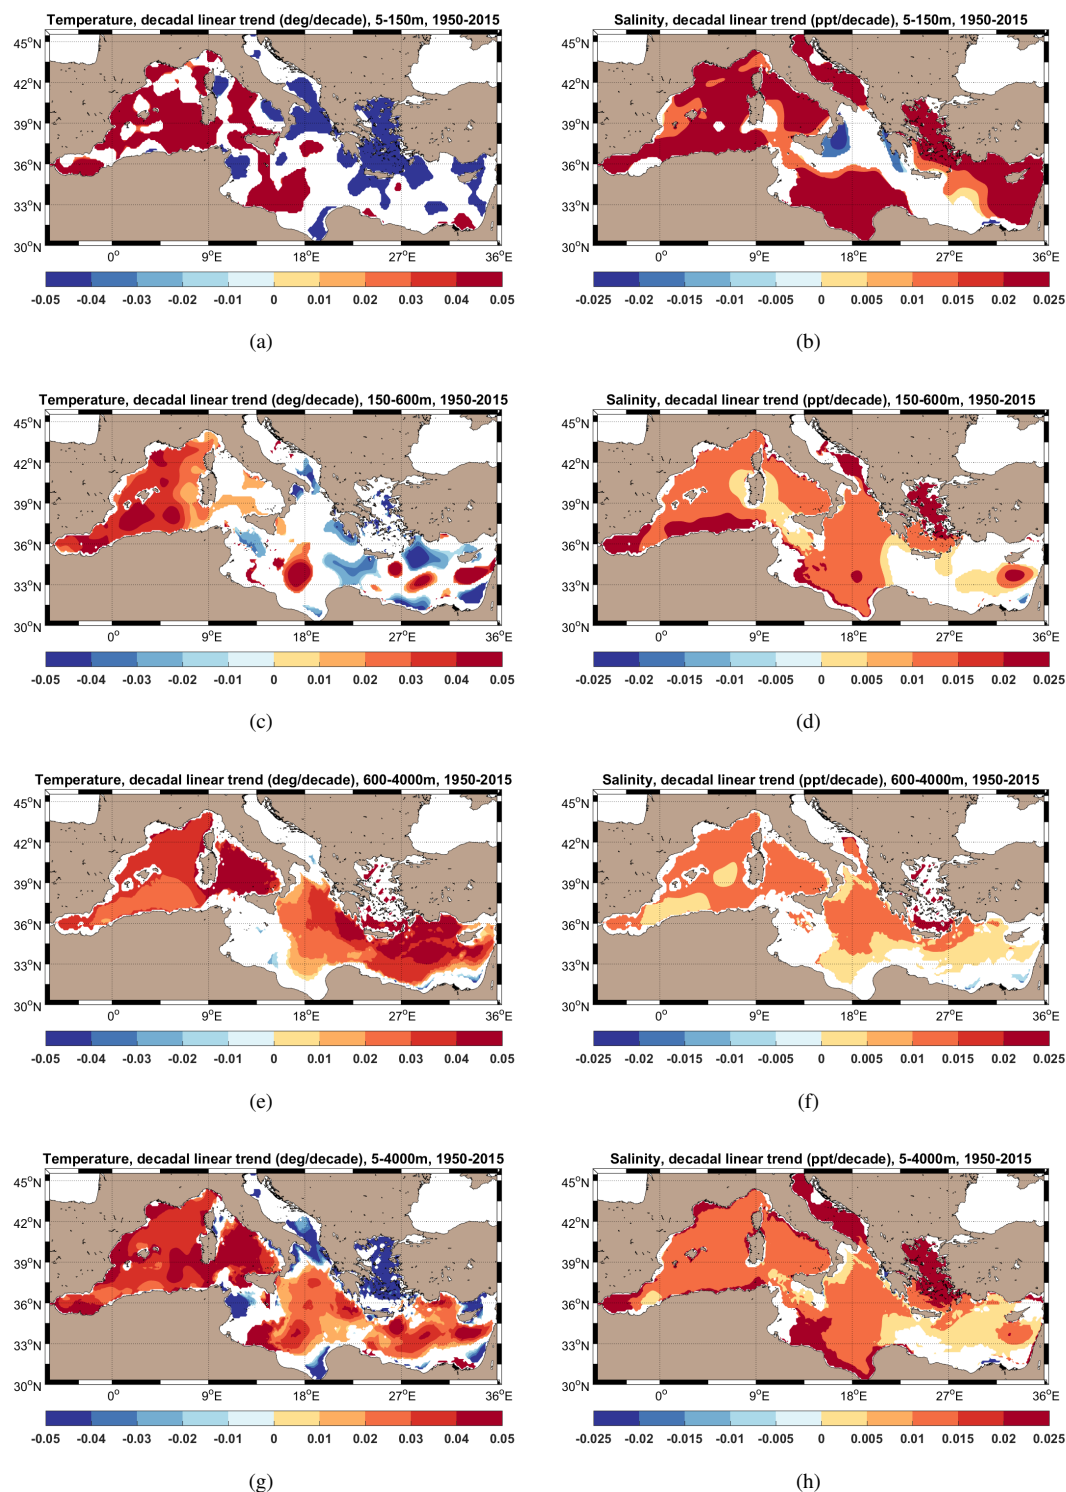 Temperature, decadal linear trend (deg/decade), 5-150m, 1950-2015
45°N
42°N
39°N
36°N
33°N
30°N
0°
9°E
18°E
27°E
36°E
-0.05 -0.04 -0.03 -0.02 -0.01 0 0.01 0.02 0.03 0.04 0.05
(a)
Salinity, decadal linear trend (ppt/decade), 5-150m, 1950-2015
45°N
42°N
39°N
36°N
33°N
30°N
0°
9°E
18°E
27°E
36°E
-0.025 -0.02 -0.015 -0.01 -0.005 0 0.005 0.01 0.015 0.02 0.025
(b)
Temperature, decadal linear trend (deg/decade), 150-600m, 1950-2015
45°N
42°N
39°N
36°N
33°N
30°N
0°
9°E
18°E
27°E
36°E
-0.05 -0.04 -0.03 -0.02 -0.01 0 0.01 0.02 0.03 0.04 0.05
(c)
Salinity, decadal linear trend (ppt/decade), 150-600m, 1950-2015
45°N
42°N
39°N
36°N
33°N
30°N
0°
9°E
18°E
27°E
36°E
-0.025 -0.02 -0.015 -0.01 -0.005 0 0.005 0.01 0.015 0.02 0.025
(d)
Temperature, decadal linear trend (deg/decade), 600-4000m, 1950-2015
45°N
42°N
39°N
36°N
33°N
30°N
0°
9°E
18°E
27°E
36°E
-0.05 -0.04 -0.03 -0.02 -0.01 0 0.01 0.02 0.03 0.04 0.05
(e)
Salinity, decadal linear trend (ppt/decade), 600-4000m, 1950-2015
45°N
42°N
39°N
36°N
33°N
30°N
0°
9°E
18°E
27°E
36°E
-0.025 -0.02 -0.015 -0.01 -0.005 0 0.005 0.01 0.015 0.02 0.025
(f)
Temperature, decadal linear trend (deg/decade), 5-4000m, 1950-2015
45°N
42°N
39°N
36°N
33°N
30°N
0°
9°E
18°E
27°E
36°E
-0.05 -0.04 -0.03 -0.02 -0.01 0 0.01 0.02 0.03 0.04 0.05
(g)
Salinity, decadal linear trend (ppt/decade), 5-4000m, 1950-2015
45°N
42°N
39°N
36°N
33°N
30°N
0°
9°E
18°E
27°E
36°E
-0.025 -0.02 -0.015 -0.01 -0.005 0 0.005 0.01 0.015 0.02 0.025
(h)